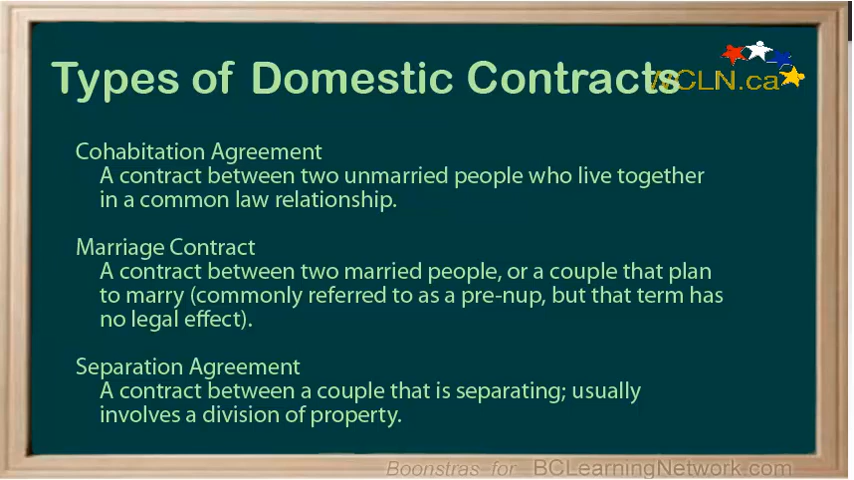 Types of Domestic Contracts
WCLN.ca
Cohabitation Agreement
A contract between two unmarried people who live together
in a common law relationship.
Marriage Contract
A contract between two married people, or a couple that plan
to marry (commonly referred to as a pre-nup, but that term has
no legal effect).
Separation Agreement
A contract between a couple that is separating; usually
involves a division of property.
Boonstras for BCLearningNetwork.com